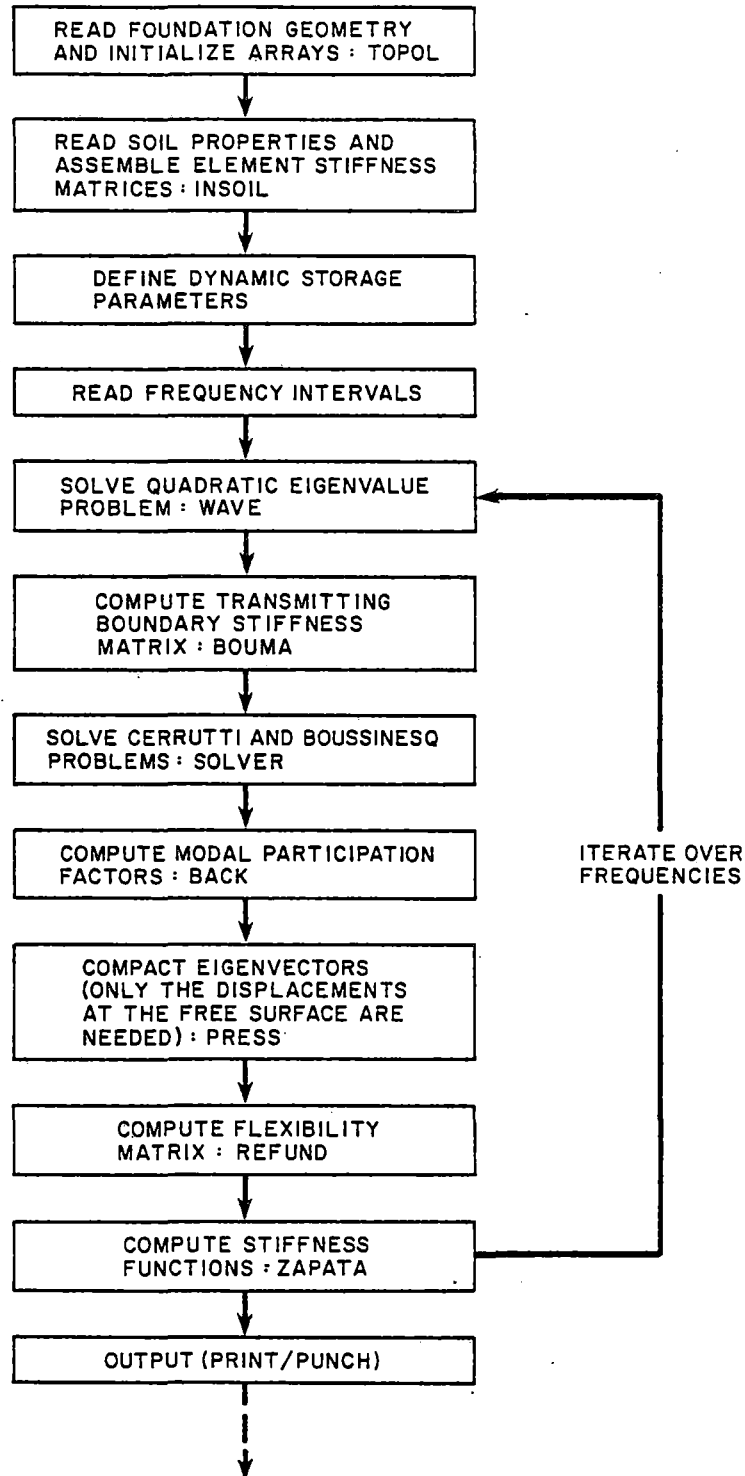 READ FOUNDATION GEOMETRY
AND INITIALIZE ARRAYS : TOPOL
READ SOIL PROPERTIES AND
ASSEMBLE ELEMENT STIFFNESS
MATRICES : INSOIL
DEFINE DYNAMIC STORAGE
PARAMETERS
READ FREQUENCY INTERVALS
SOLVE QUADRATIC EIGENVALUE
PROBLEM : WAVE
COMPUTE TRANSMITTING
BOUNDARY STIFFNESS
MATRIX : BOUMA
SOLVE CERRUTTI AND BOUSSINESQ
PROBLEMS : SOLVER
COMPUTE MODAL PARTICIPATION
FACTORS : BACK
ITERATE OVER
FREQUENCIES
COMPACT EIGENVECTORS
(ONLY THE DISPLACEMENTS
AT THE FREE SURFACE ARE
NEEDED) : PRESS
COMPUTE FLEXIBILITY
MATRIX : REFUND
COMPUTE STIFFNESS
FUNCTIONS : ZAPATA
OUTPUT (PRINT/PUNCH)